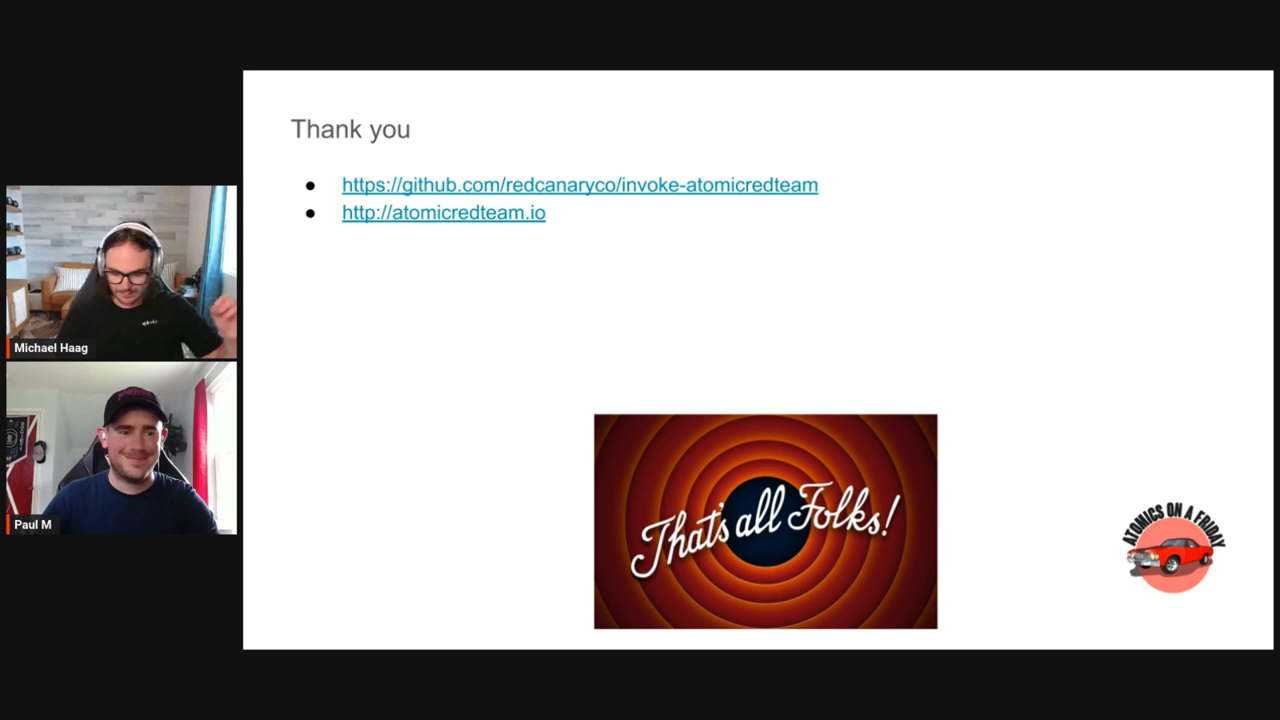 Thank you
● https://github.com/redcanaryco/invoke-atomicredteam
● http://atomicredteam.io
Michael Haag
Paul M
That's all Folks!
ATOMICS ON A FRIDAY